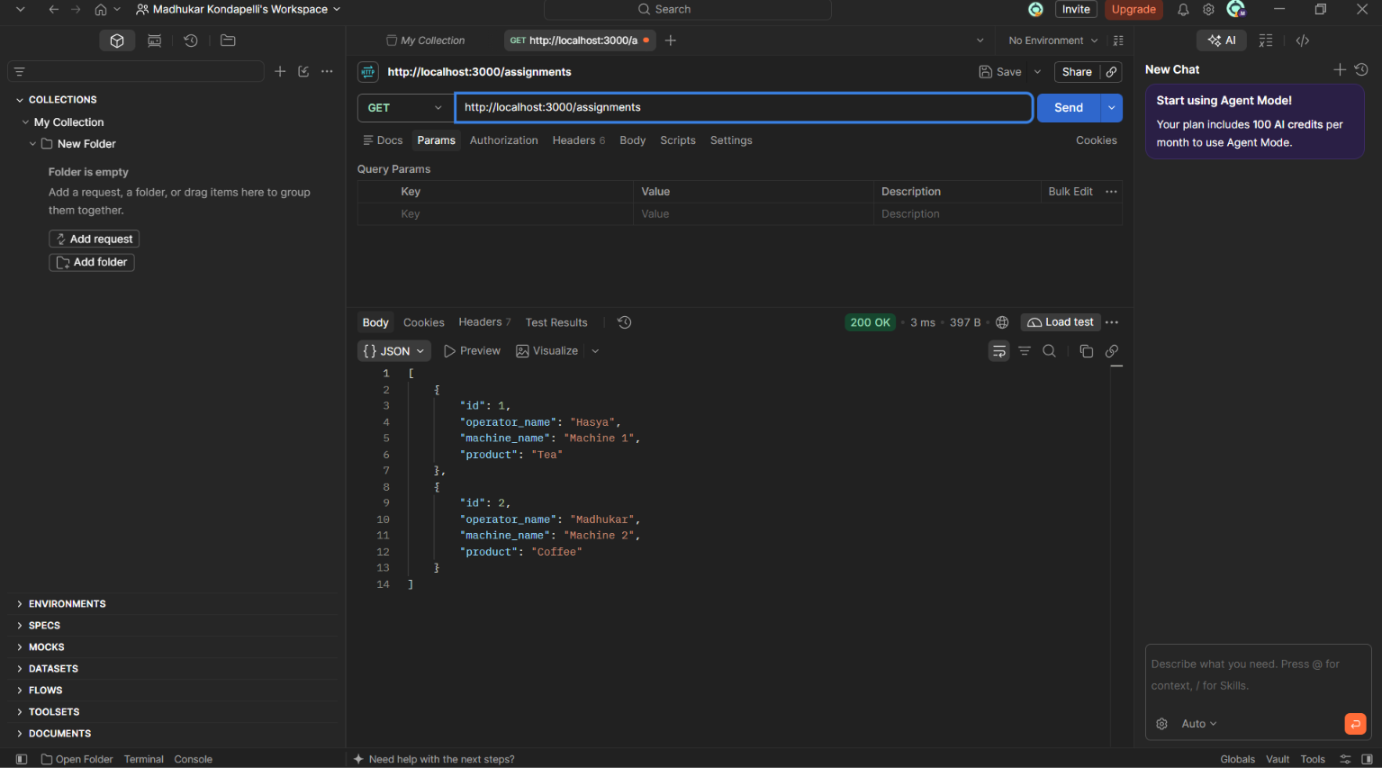 Madhukar Kondapelli's Workspace
Search
Invite
Upgrade
My Collection
GET http://localhost:3000/a
No Environment
AI
COLLECTIONS
My Collection
New Folder
Folder is empty
Add a request, a folder, or drag items here to group
them together.
Add request
Add folder
ENVIRONMENTS
SPECS
MOCKS
DATASETS
FLOWS
TOOLSETS
DOCUMENTS
HTTP
http://localhost:3000/assignments
Save
Share
GET
http://localhost:3000/assignments
Send
Docs
Params
Authorization
Headers 6
Body
Scripts
Settings
Cookies
Query Params
Key
Value
Description
Bulk Edit
Key
Value
Description
Body
Cookies
Headers 7
Test Results
200 OK • 3 ms • 397 B
Load test
{} JSON
Preview
Visualize
1 [
2 {
3 "id": 1,
4 "operator_name": "Hasya",
5 "machine_name": "Machine 1",
6 "product": "Tea"
7 },
8 {
9 "id": 2,
10 "operator_name": "Madhukar",
11 "machine_name": "Machine 2",
12 "product": "Coffee"
13 }
14 ]
New Chat
Start using Agent Mode!
Your plan includes 100 AI credits per
month to use Agent Mode.
Describe what you need. Press @ for
context, / for Skills.
Auto
Open Folder
Terminal
Console
Need help with the next steps?
Globals
Vault
Tools